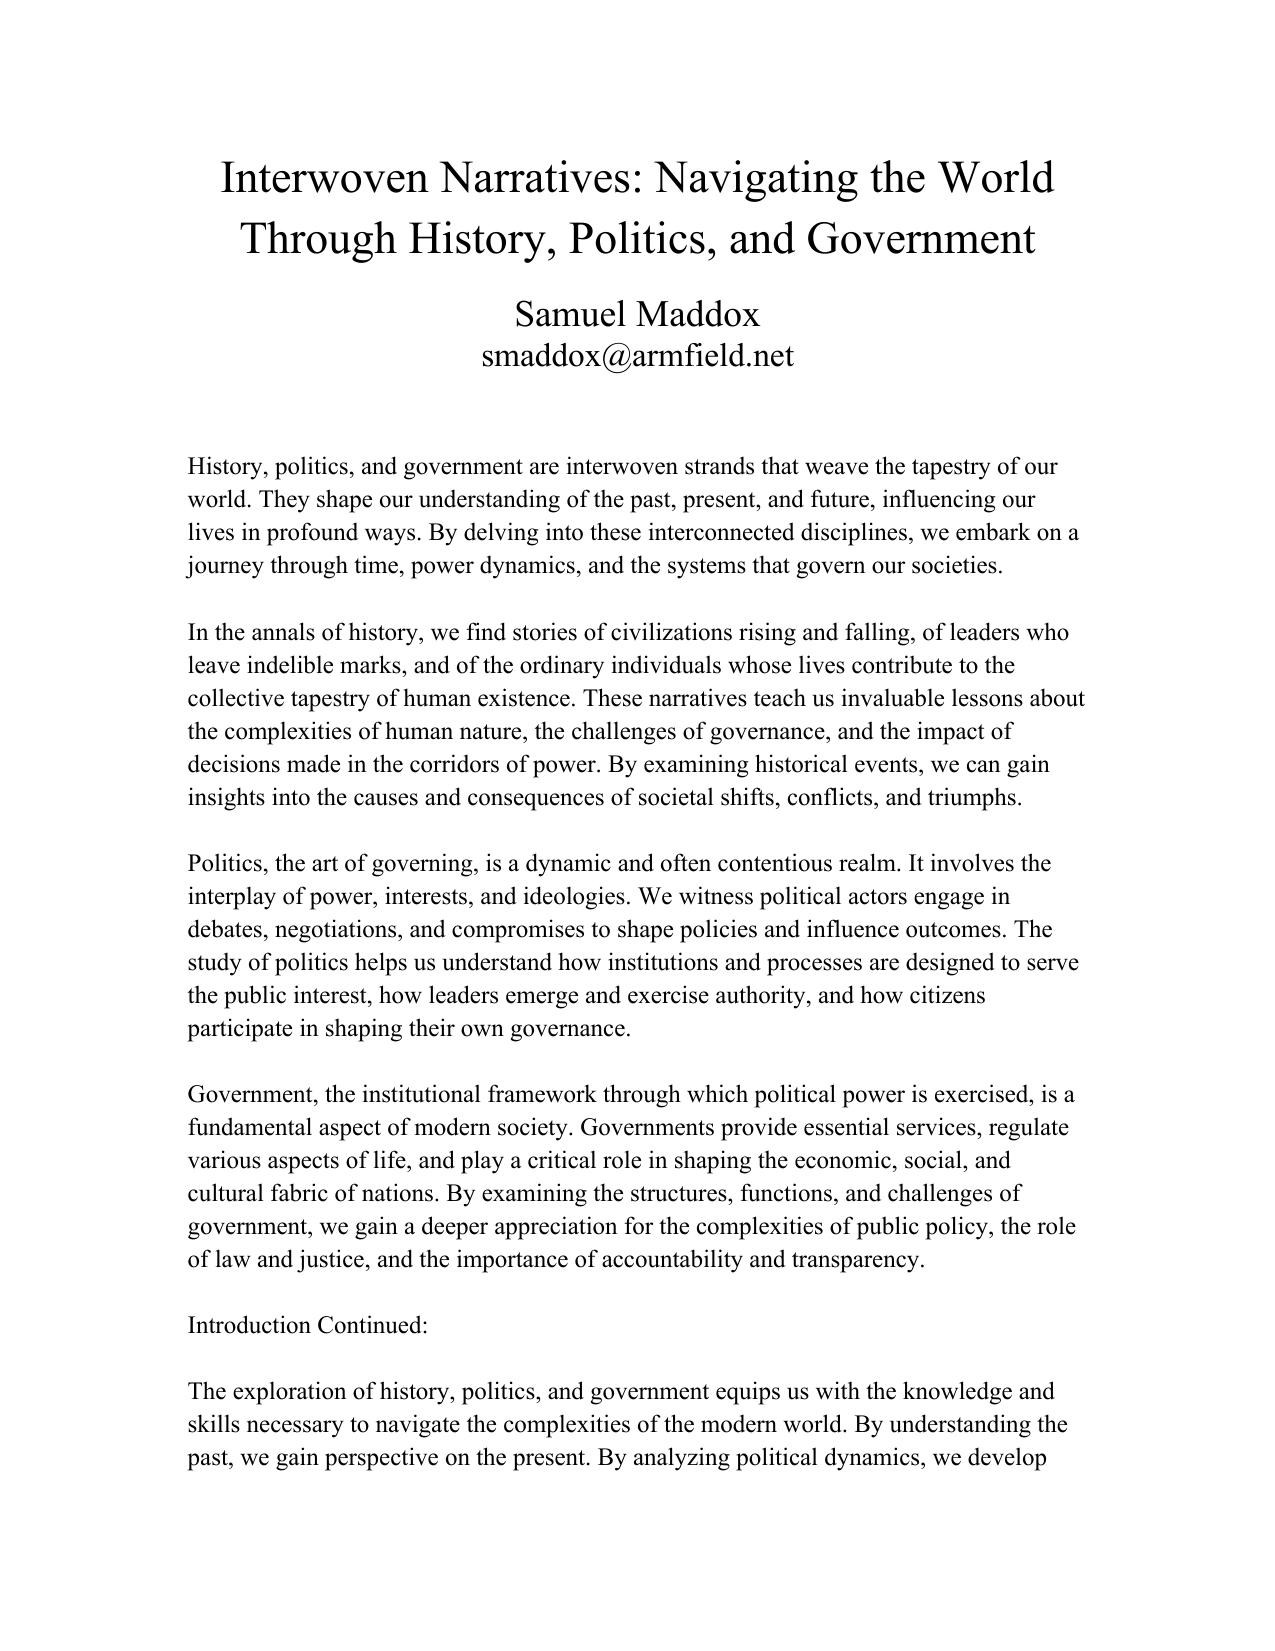 Interwoven Narratives: Navigating the World
Through History, Politics, and Government
Samuel Maddox
smaddox@armfield.net
History, politics, and government are interwoven strands that weave the tapestry of our
world. They shape our understanding of the past, present, and future, influencing our
lives in profound ways. By delving into these interconnected disciplines, we embark on a
journey through time, power dynamics, and the systems that govern our societies.
In the annals of history, we find stories of civilizations rising and falling, of leaders who
leave indelible marks, and of the ordinary individuals whose lives contribute to the
collective tapestry of human existence. These narratives teach us invaluable lessons about
the complexities of human nature, the challenges of governance, and the impact of
decisions made in the corridors of power. By examining historical events, we can gain
insights into the causes and consequences of societal shifts, conflicts, and triumphs.
Politics, the art of governing, is a dynamic and often contentious realm. It involves the
interplay of power, interests, and ideologies. We witness political actors engage in
debates, negotiations, and compromises to shape policies and influence outcomes. The
study of politics helps us understand how institutions and processes are designed to serve
the public interest, how leaders emerge and exercise authority, and how citizens
participate in shaping their own governance.
Government, the institutional framework through which political power is exercised, is a
fundamental aspect of modern society. Governments provide essential services, regulate
various aspects of life, and play a critical role in shaping the economic, social, and
cultural fabric of nations. By examining the structures, functions, and challenges of
government, we gain a deeper appreciation for the complexities of public policy, the role
of law and justice, and the importance of accountability and transparency.
Introduction Continued:
The exploration of history, politics, and government equips us with the knowledge and
skills necessary to navigate the complexities of the modern world. By understanding the
past, we gain perspective on the present. By analyzing political dynamics, we develop